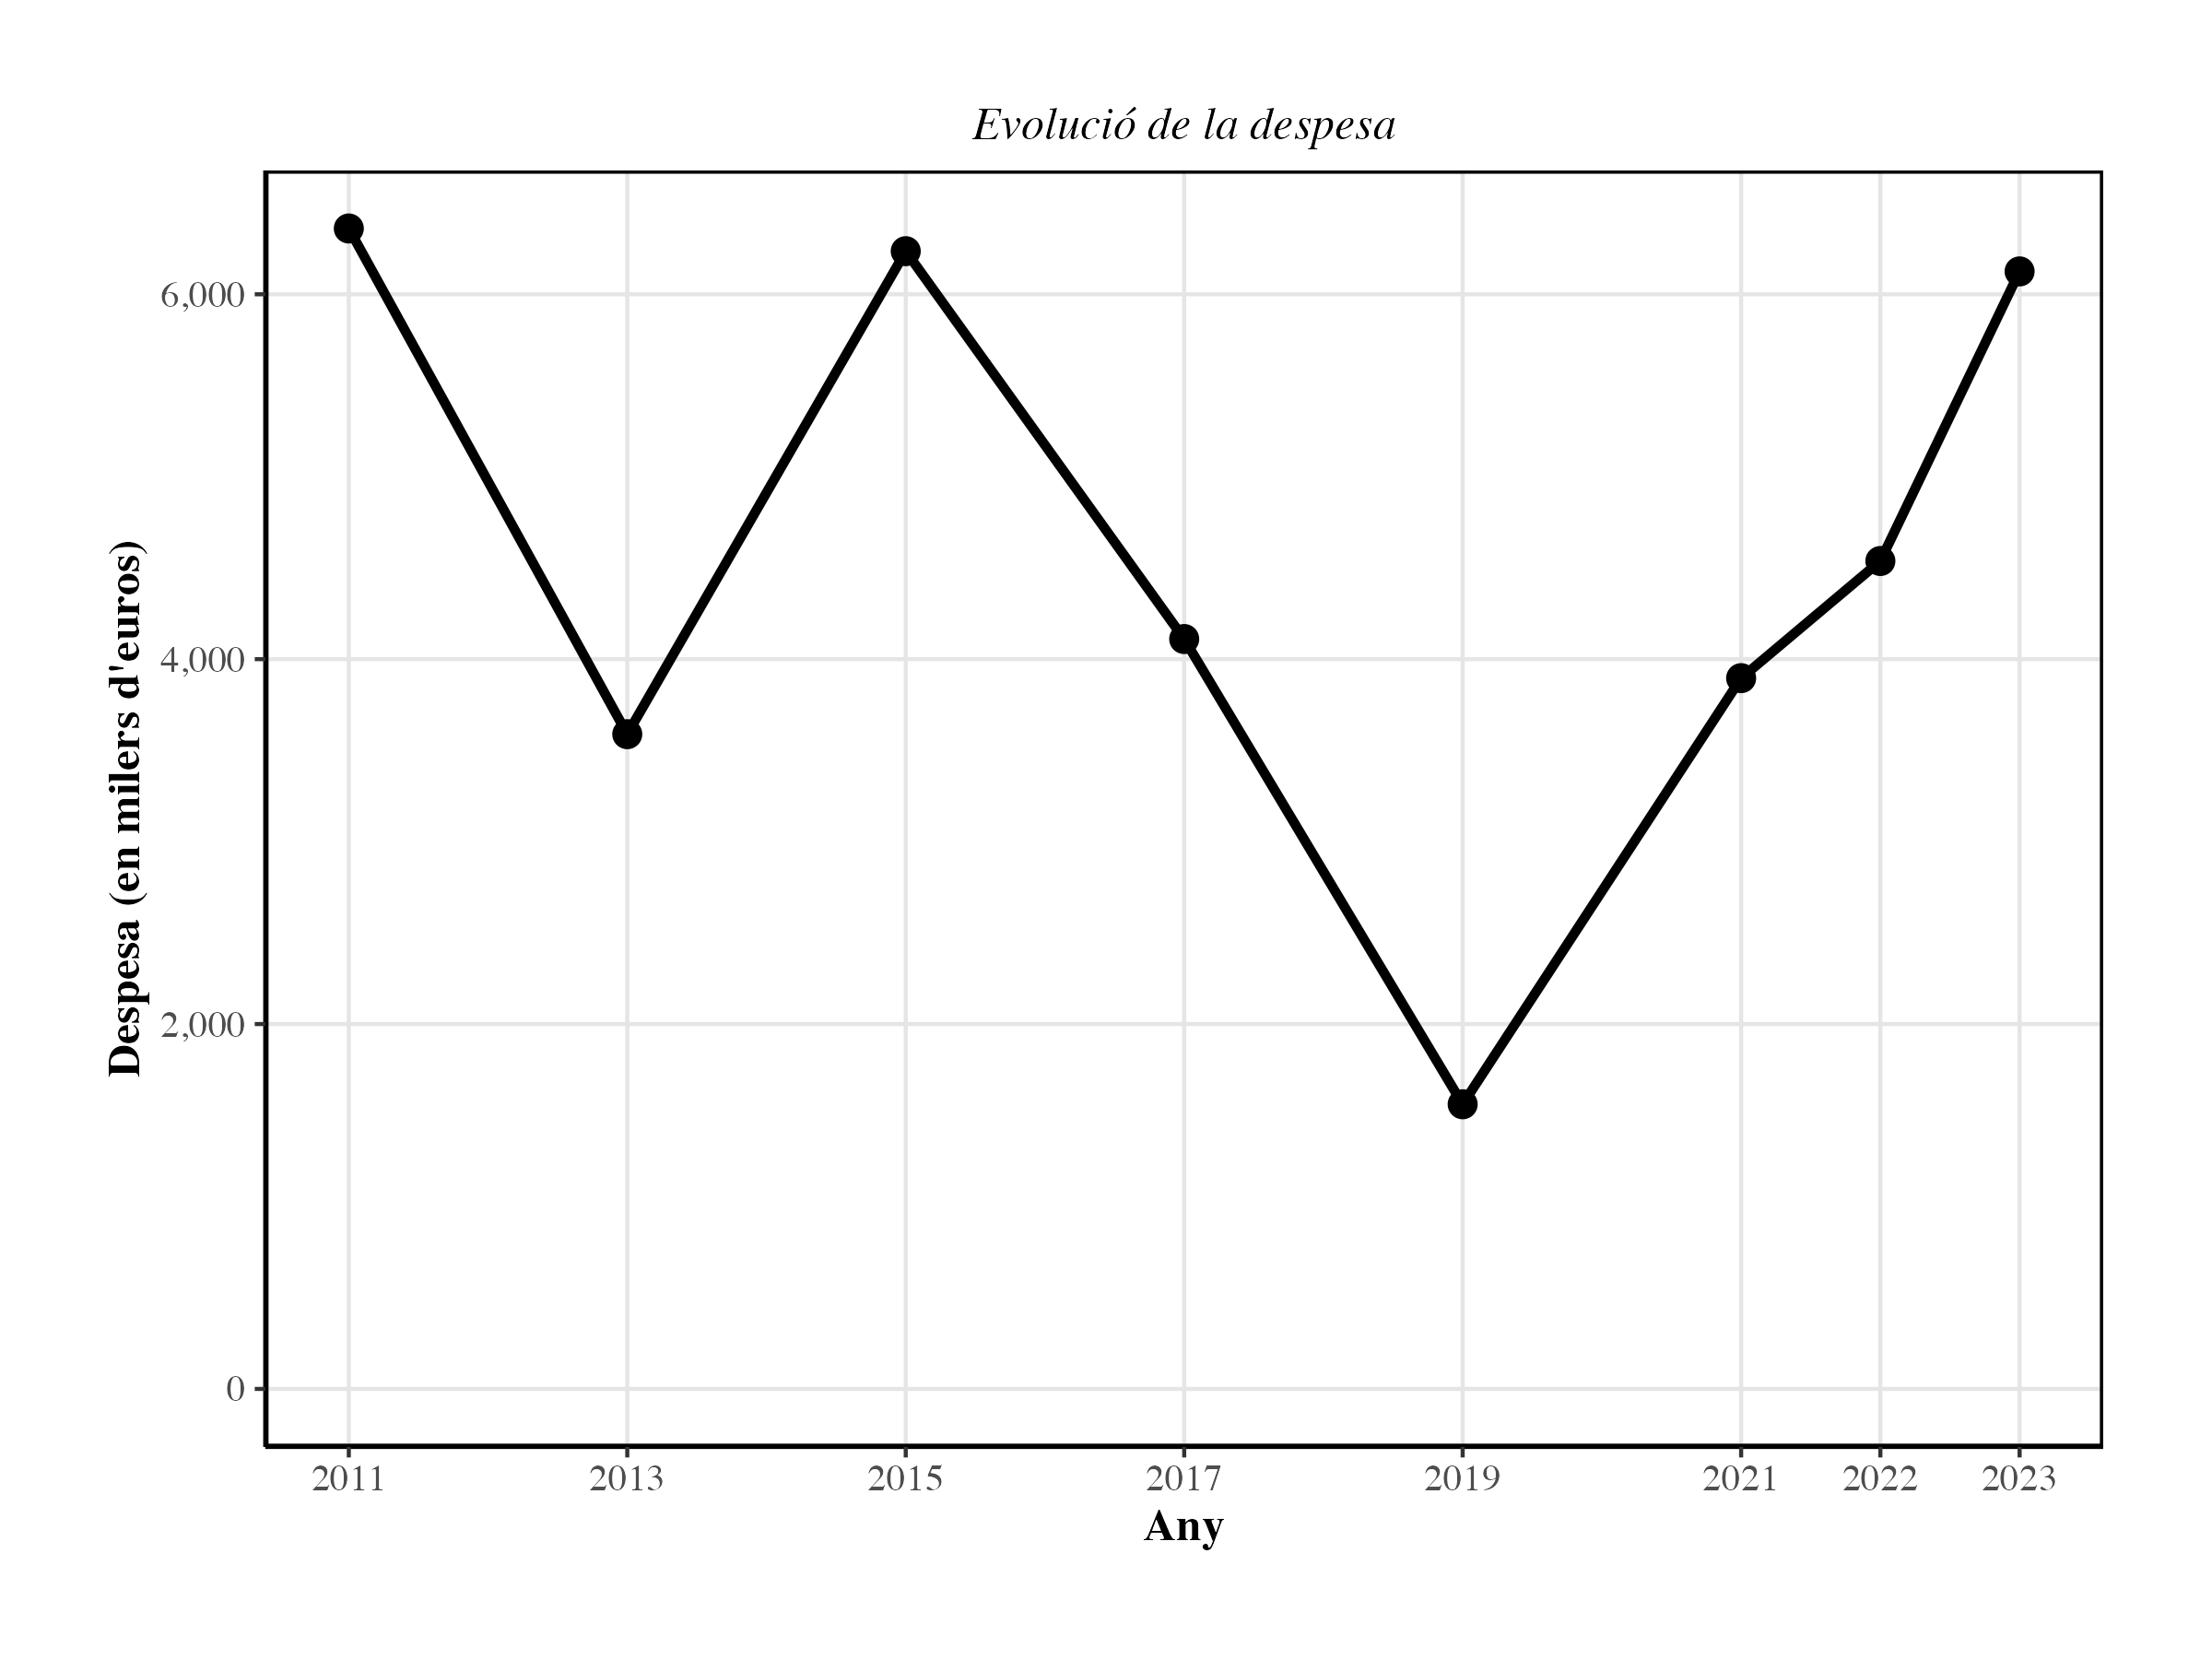 Evolució de la despesa
Despesa (en milers d'euros)
6,000
4,000
2,000
0
2011 2013 2015 2017 2019 2021 2022 2023
Any